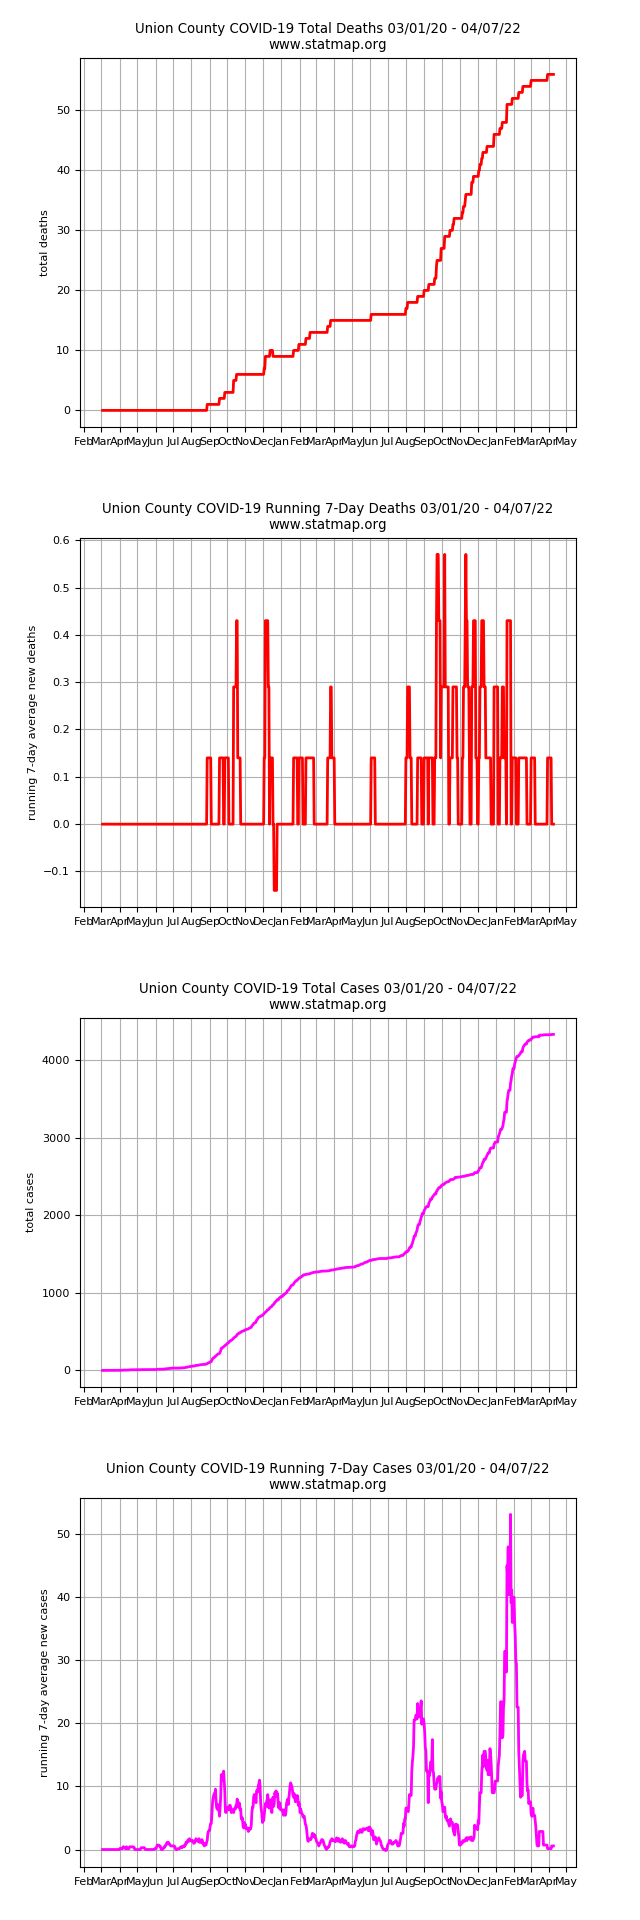 Union County COVID-19 Total Deaths 03/01/20 - 04/07/22
www.statmap.org
50
40
30
20
10
0
total deaths
Feb Mar Apr May Jun Jul Aug Sep Oct Nov Dec Jan Feb Mar Apr May Jun Jul Aug Sep Oct Nov Dec Jan Feb Mar Apr May
Union County COVID-19 Running 7-Day Deaths 03/01/20 - 04/07/22
www.statmap.org
0.6
0.5
0.4
0.3
0.2
0.1
0.0
−0.1
running 7-day average new deaths
Feb Mar Apr May Jun Jul Aug Sep Oct Nov Dec Jan Feb Mar Apr May Jun Jul Aug Sep Oct Nov Dec Jan Feb Mar Apr May
Union County COVID-19 Total Cases 03/01/20 - 04/07/22
www.statmap.org
4000
3000
2000
1000
0
total cases
Feb Mar Apr May Jun Jul Aug Sep Oct Nov Dec Jan Feb Mar Apr May Jun Jul Aug Sep Oct Nov Dec Jan Feb Mar Apr May
Union County COVID-19 Running 7-Day Cases 03/01/20 - 04/07/22
www.statmap.org
50
40
30
20
10
0
running 7-day average new cases
Feb Mar Apr May Jun Jul Aug Sep Oct Nov Dec Jan Feb Mar Apr May Jun Jul Aug Sep Oct Nov Dec Jan Feb Mar Apr May